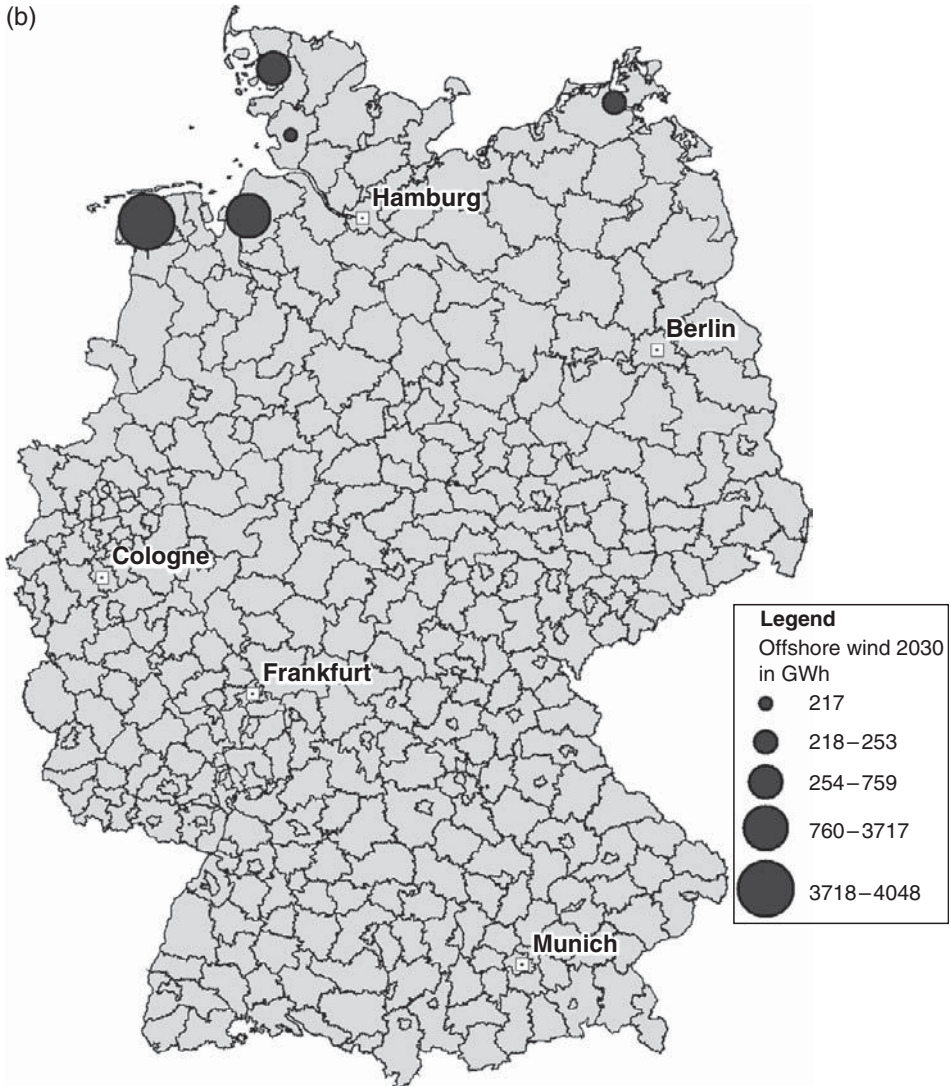 (b)
Hamburg
Berlin
Cologne
Frankfurt
Munich
Legend
Offshore wind 2030
in GWh
217
218–253
254–759
760–3717
3718–4048